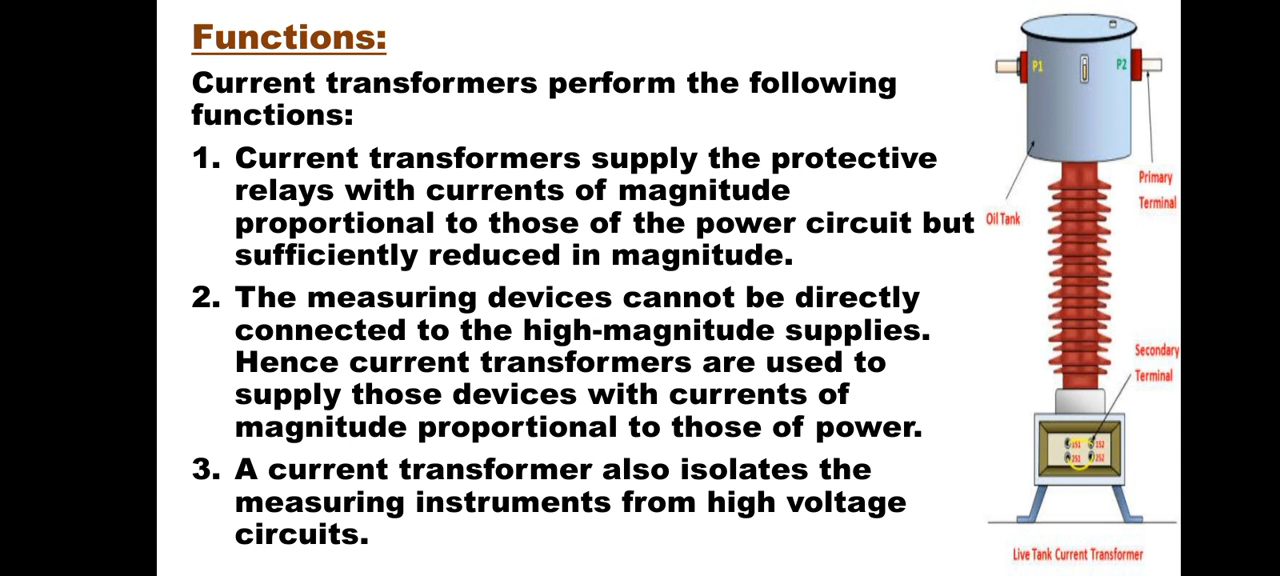 Functions:
Current transformers perform the following
functions:
1. Current transformers supply the protective
relays with currents of magnitude
proportional to those of the power circuit but
sufficiently reduced in magnitude.
2. The measuring devices cannot be directly
connected to the high-magnitude supplies.
Hence current transformers are used to
supply those devices with currents of
magnitude proportional to those of power.
3. A current transformer also isolates the
measuring instruments from high voltage
circuits.
P1
P2
Primary
Terminal
Oil Tank
Secondary
Terminal
1S1 1S2
2S1 2S2
Live Tank Current Transformer